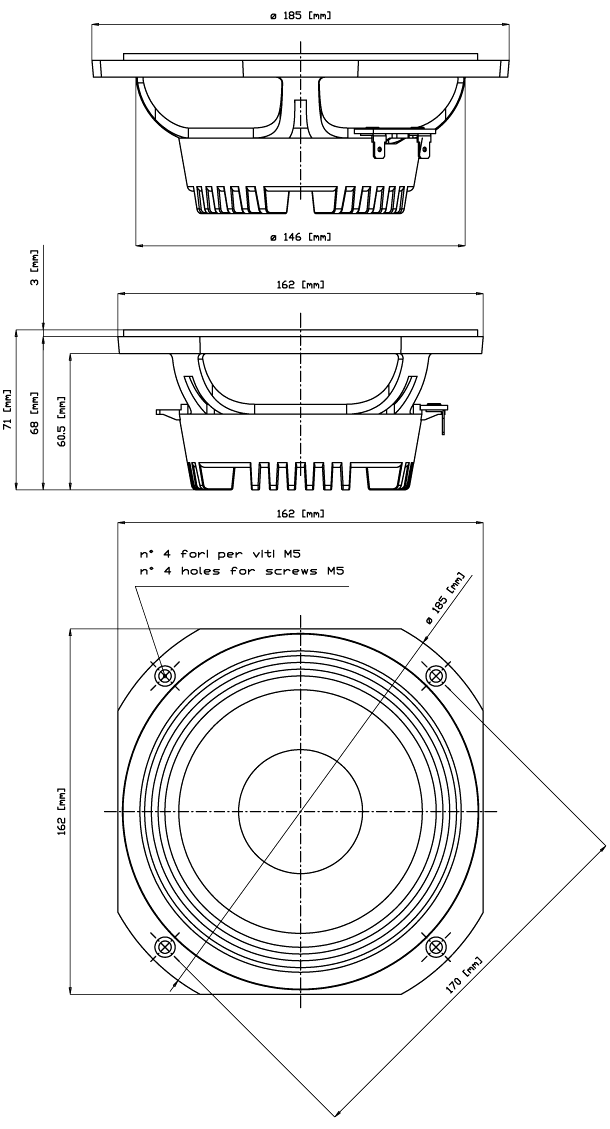 ø 185 [mm]
ø 146 [mm]
3 [mm]
162 [mm]
71 [mm]
68 [mm]
60.5 [mm]
162 [mm]
n° 4 fori per viti M5
n° 4 holes for screws M5
ø 185 [mm]
162 [mm]
170 [mm]